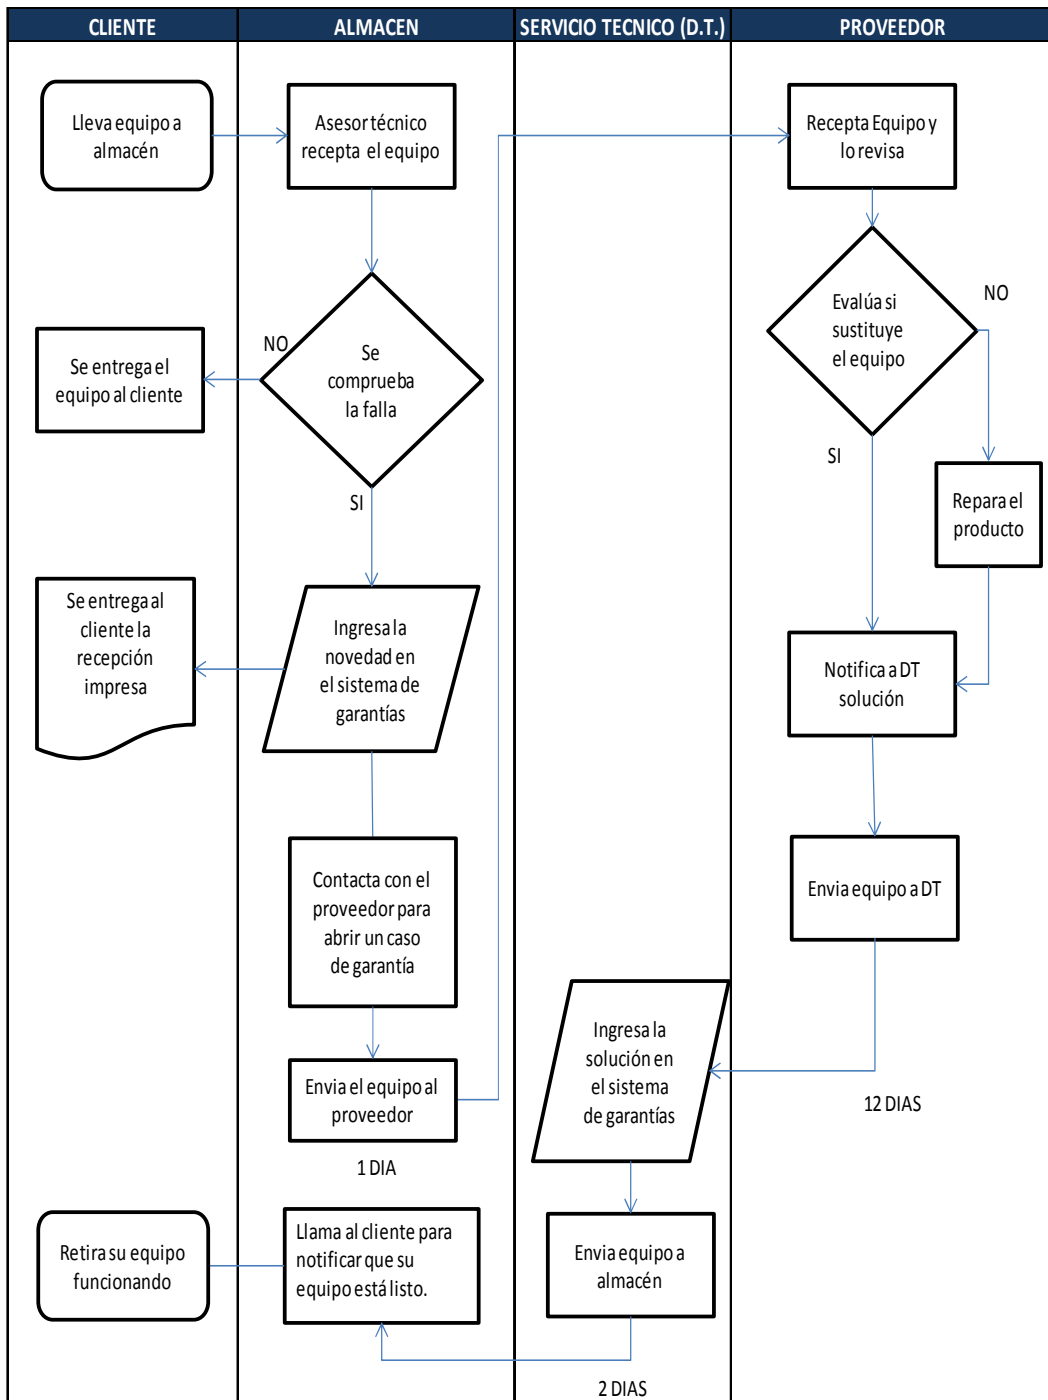 CLIENTE
ALMACEN
SERVICIO TECNICO (D.T.)
PROVEEDOR
Lleva equipo a
almacén
Asesor técnico
recepta el equipo
Recepta Equipo y
lo revisa
Evalúa si
sustituye
el equipo
NO
SI
Se
comprueba
la falla
NO
SI
Se entrega el
equipo al cliente
Repara el
producto
Se entrega al
cliente la
recepción
impresa
Ingresa la
novedad en
el sistema de
garantías
Notifica a DT
solución
Contacta con el
proveedor para
abrir un caso
de garantía
Envia equipo a DT
Envia el equipo al
proveedor
1 DIA
Ingresa la
solución en
el sistema
de garantías
12 DIAS
Retira su equipo
funcionando
Llama al cliente para
notificar que su
equipo está listo.
Envia equipo a
almacén
2 DIAS